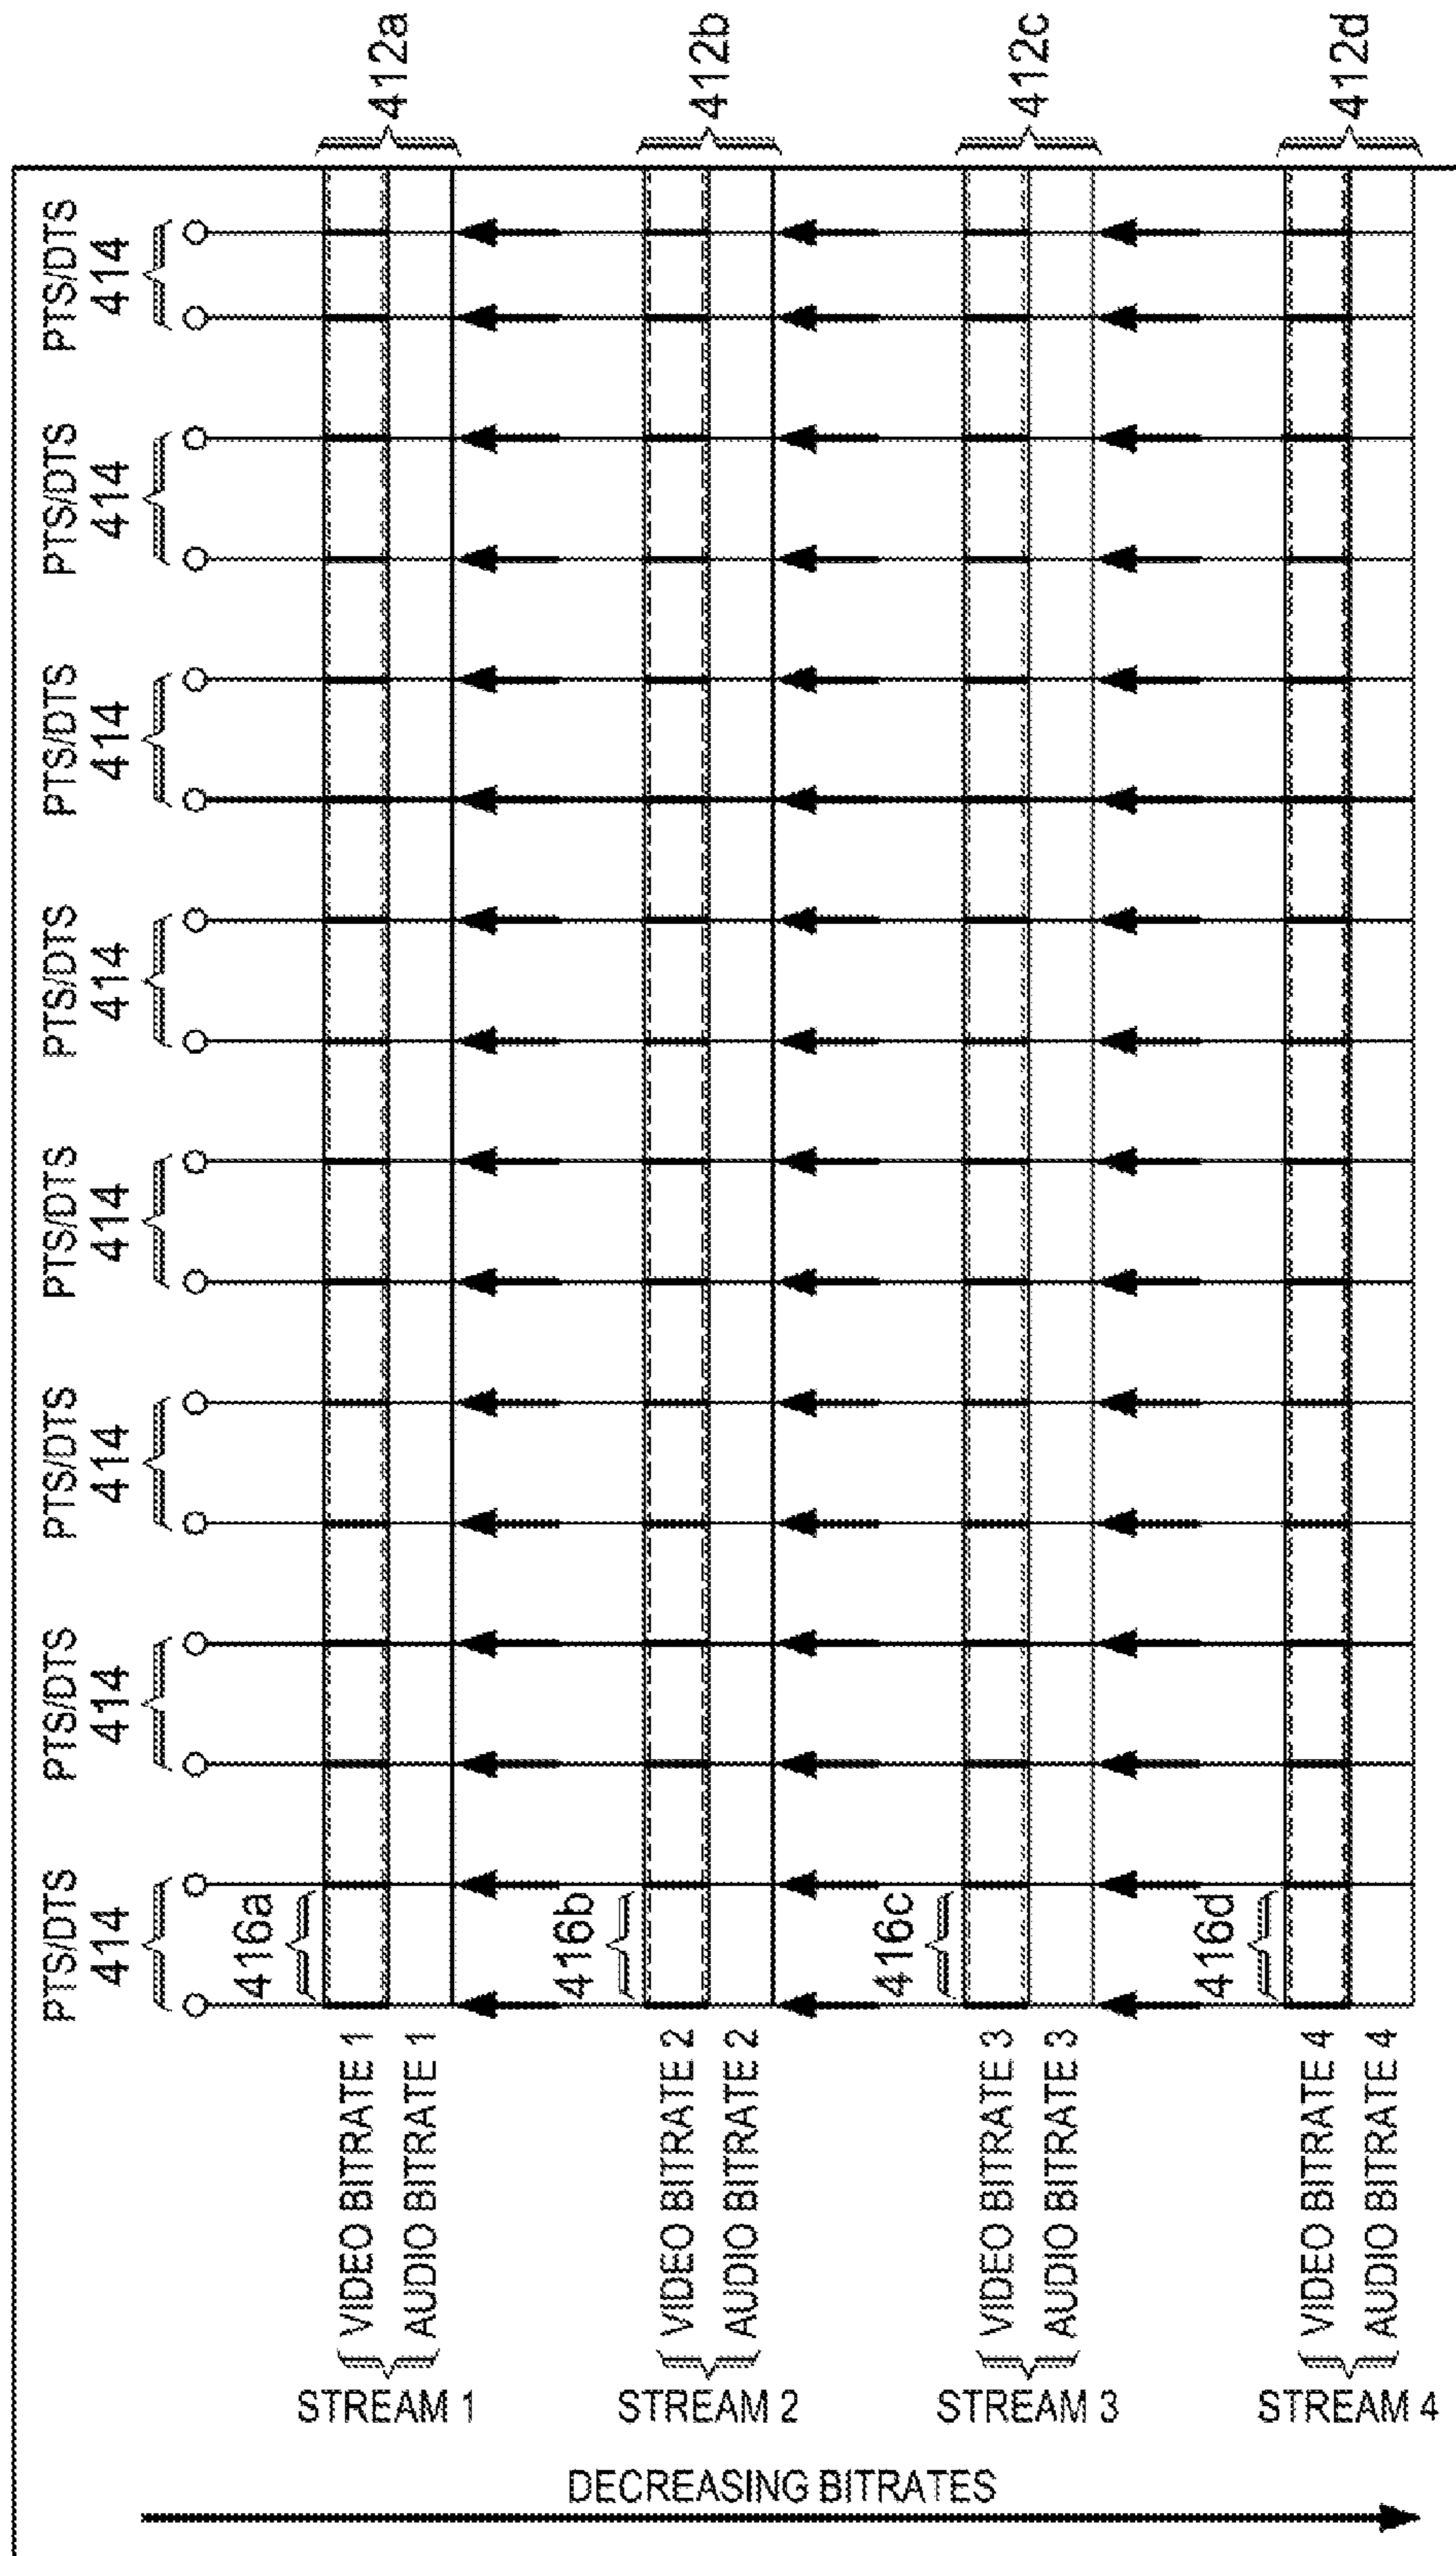 PTS/DTS
414
PTS/DTS
414
PTS/DTS
414
PTS/DTS
414
PTS/DTS
414
PTS/DTS
414
PTS/DTS
414
PTS/DTS
414
412a
412b
412c
412d
416a
416b
416c
416d
VIDEO BITRATE 1
AUDIO BITRATE 1
STREAM 1
VIDEO BITRATE 2
AUDIO BITRATE 2
STREAM 2
VIDEO BITRATE 3
AUDIO BITRATE 3
STREAM 3
VIDEO BITRATE 4
AUDIO BITRATE 4
STREAM 4
DECREASING BITRATES